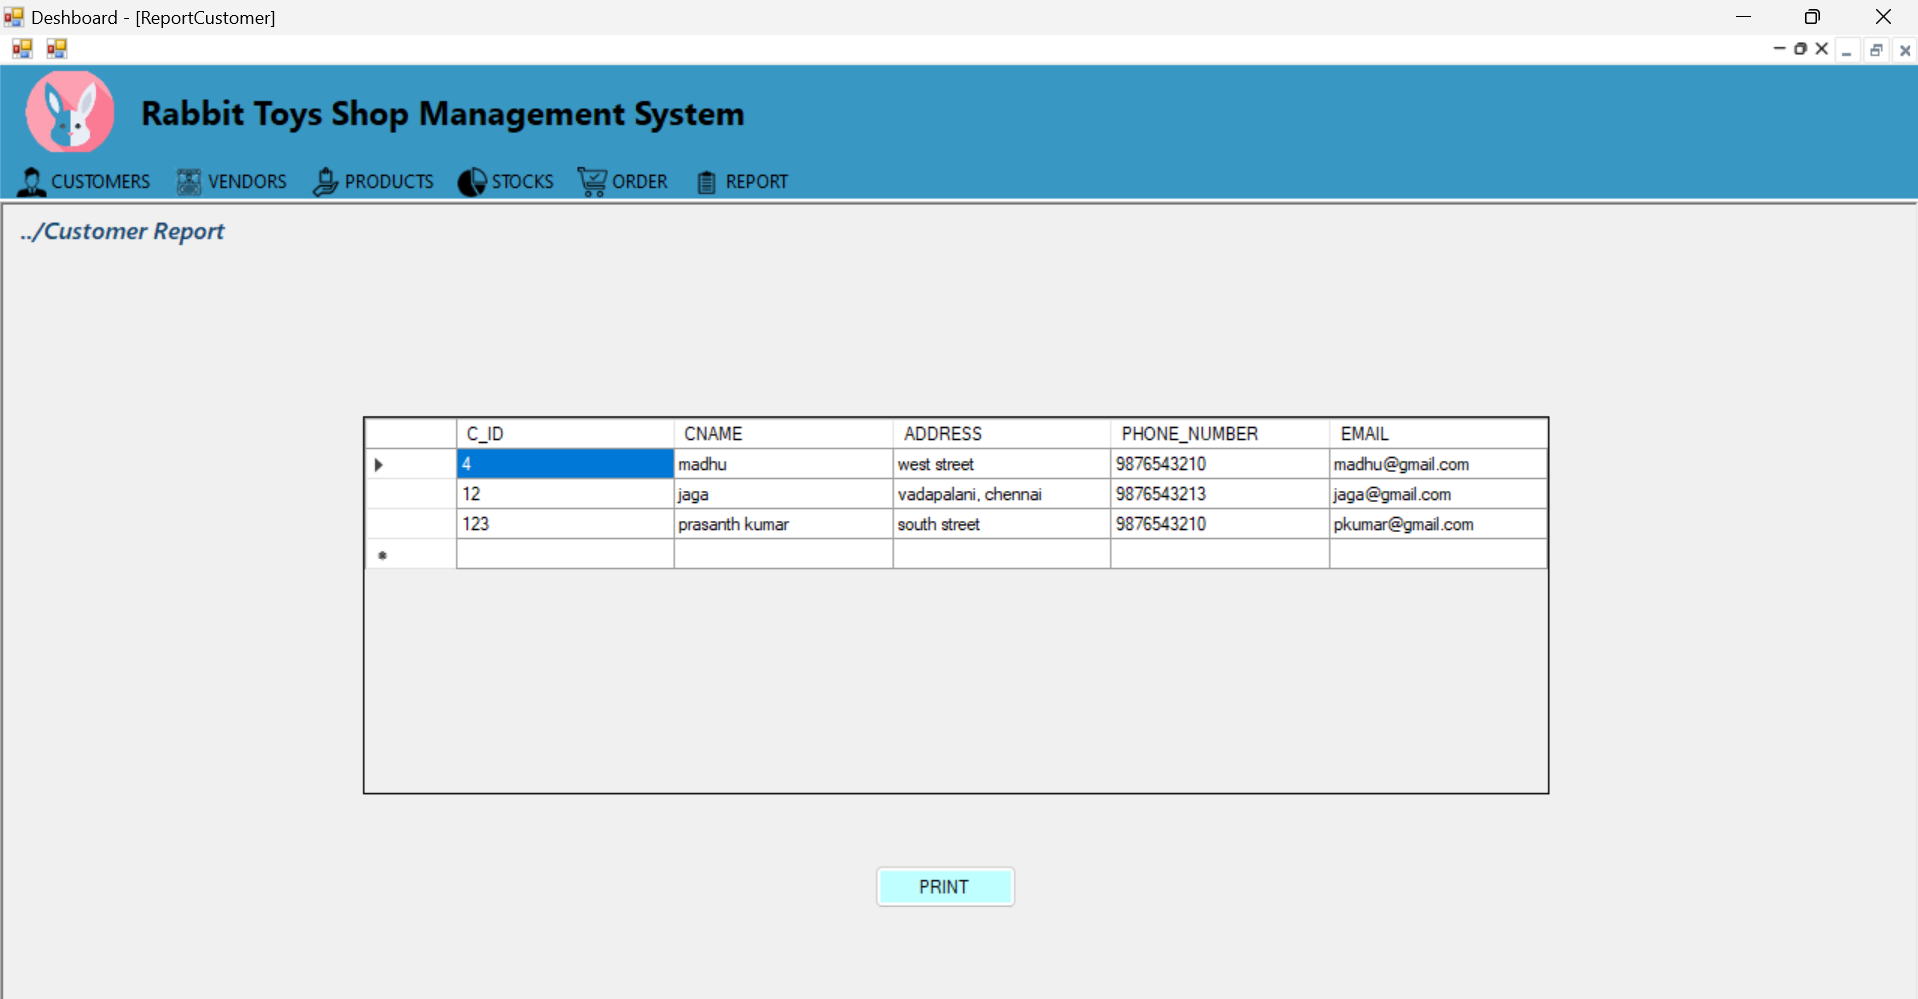 Deshboard - [ReportCustomer]
Rabbit Toys Shop Management System
CUSTOMERS VENDORS PRODUCTS STOCKS ORDER REPORT
../Customer Report
C_ID CNAME ADDRESS PHONE_NUMBER EMAIL
4 madhu west street 9876543210 madhu@gmail.com
12 jaga vadapalani, chennai 9876543213 jaga@gmail.com
123 prasanth kumar south street 9876543210 pkumar@gmail.com
PRINT